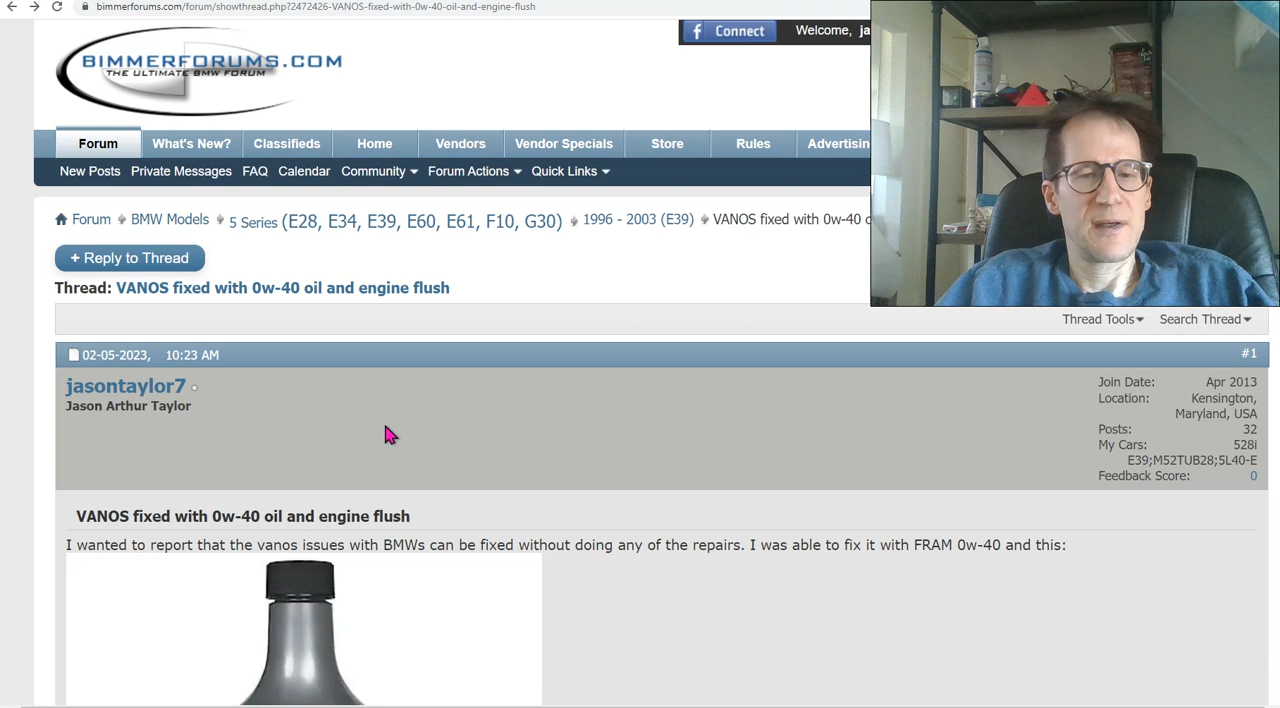 bimmerforums.com/forum/showthread.php?2472426-VANOS-fixed-with-0w-40-oil-and-engine-flush
f Connect Welcome, ja
BIMMERFORUMS.COM
THE ULTIMATE BMW FORUM
Forum What's New? Classifieds Home Vendors Vendor Specials Store Rules Advertisin
New Posts Private Messages FAQ Calendar Community Forum Actions Quick Links
Forum BMW Models 5 Series (E28, E34, E39, E60, E61, F10, G30) 1996 - 2003 (E39) VANOS fixed with 0w-40 o
+ Reply to Thread
Thread: VANOS fixed with 0w-40 oil and engine flush
Thread Tools Search Thread
02-05-2023, 10:23 AM #1
jasontaylor7
Jason Arthur Taylor
Join Date: Apr 2013
Location: Kensington,
Maryland, USA
Posts: 32
My Cars: 528i
E39;M52TUB28;5L40-E
Feedback Score: 0
VANOS fixed with 0w-40 oil and engine flush
I wanted to report that the vanos issues with BMWs can be fixed without doing any of the repairs. I was able to fix it with FRAM 0w-40 and this: